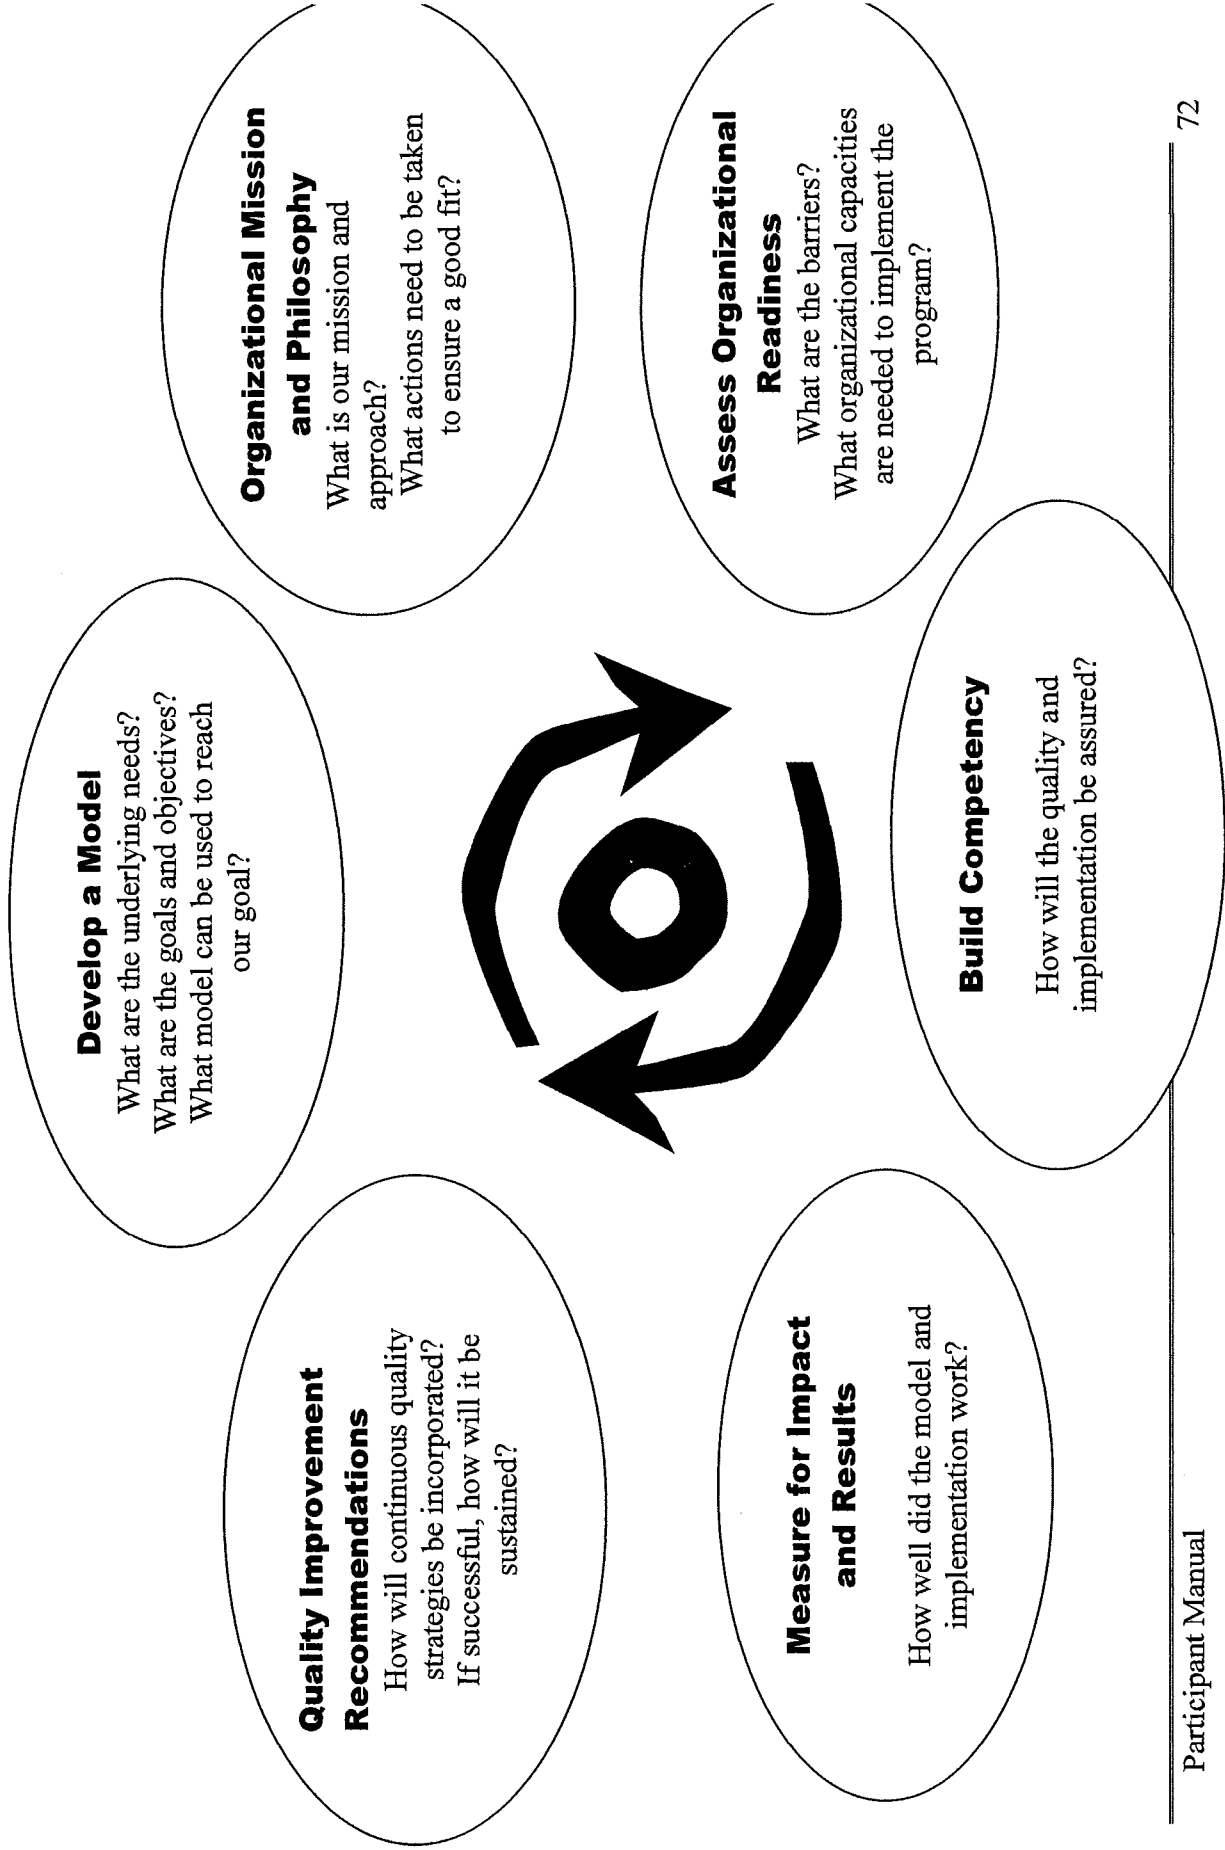 Develop a Model
What are the underlying needs?
What are the goals and objectives?
What model can be used to reach
our goal?
Organizational Mission
and Philosophy
What is our mission and
approach?
What actions need to be taken
to ensure a good fit?
Assess Organizational
Readiness
What are the barriers?
What organizational capacities
are needed to implement the
program?
Build Competency
How will the quality and
implementation be assured?
Measure for Impact
and Results
How well did the model and
implementation work?
Quality Improvement
Recommendations
How will continuous quality
strategies be incorporated?
If successful, how will it be
sustained?
Participant Manual
72